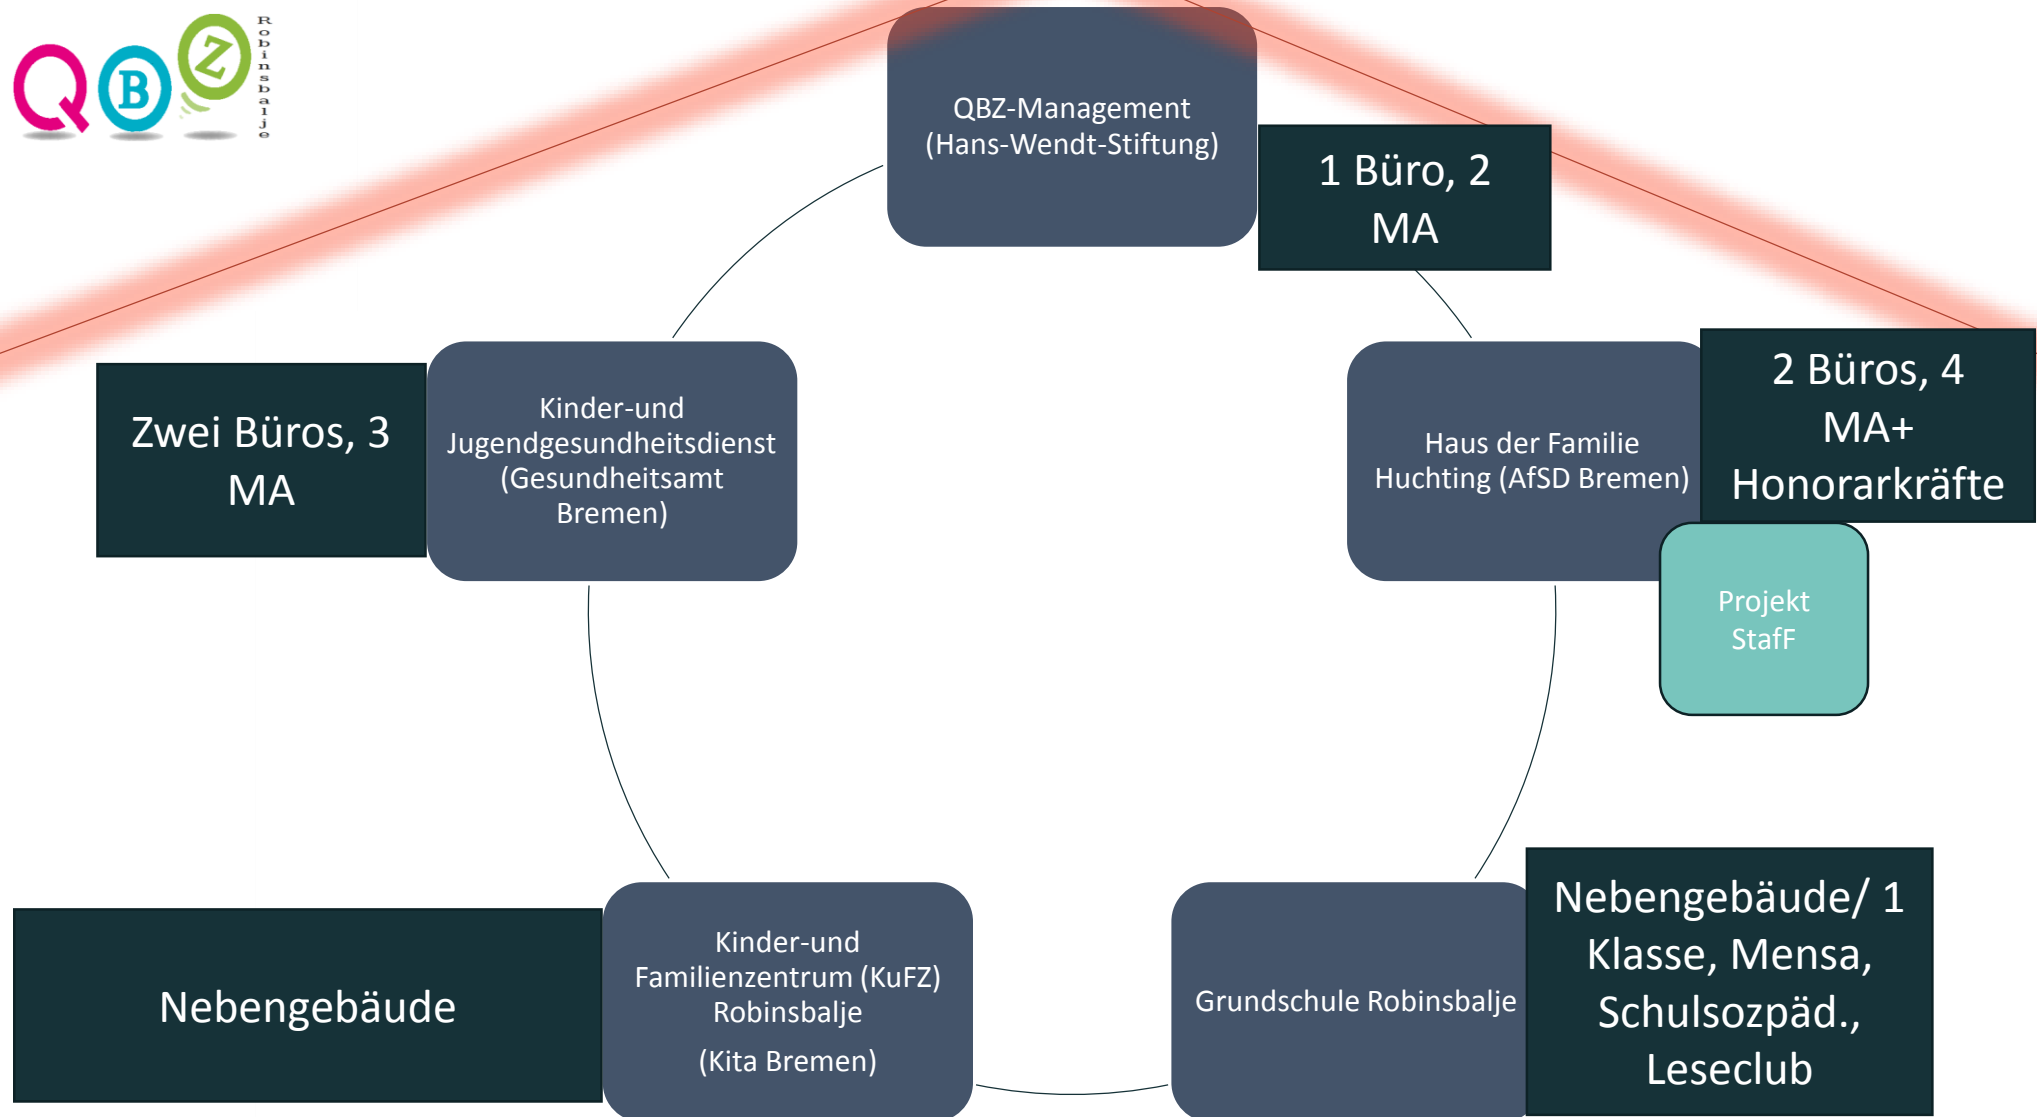 QBZ
Robinsbalje
QBZ-Management
(Hans-Wendt-Stiftung)
1 Büro, 2
MA
Zwei Büros, 3
MA
Kinder-und
Jugendgesundheitsdienst
(Gesundheitsamt
Bremen)
Haus der Familie
Huchting (AfSD Bremen)
2 Büros, 4
MA+
Honorarkräfte
Projekt
StafF
Nebengebäude
Kinder-und
Familienzentrum (KuFZ)
Robinsbalje
(Kita Bremen)
Grundschule Robinsbalje
Nebengebäude/ 1
Klasse, Mensa,
Schulsozpäd.,
Leseclub